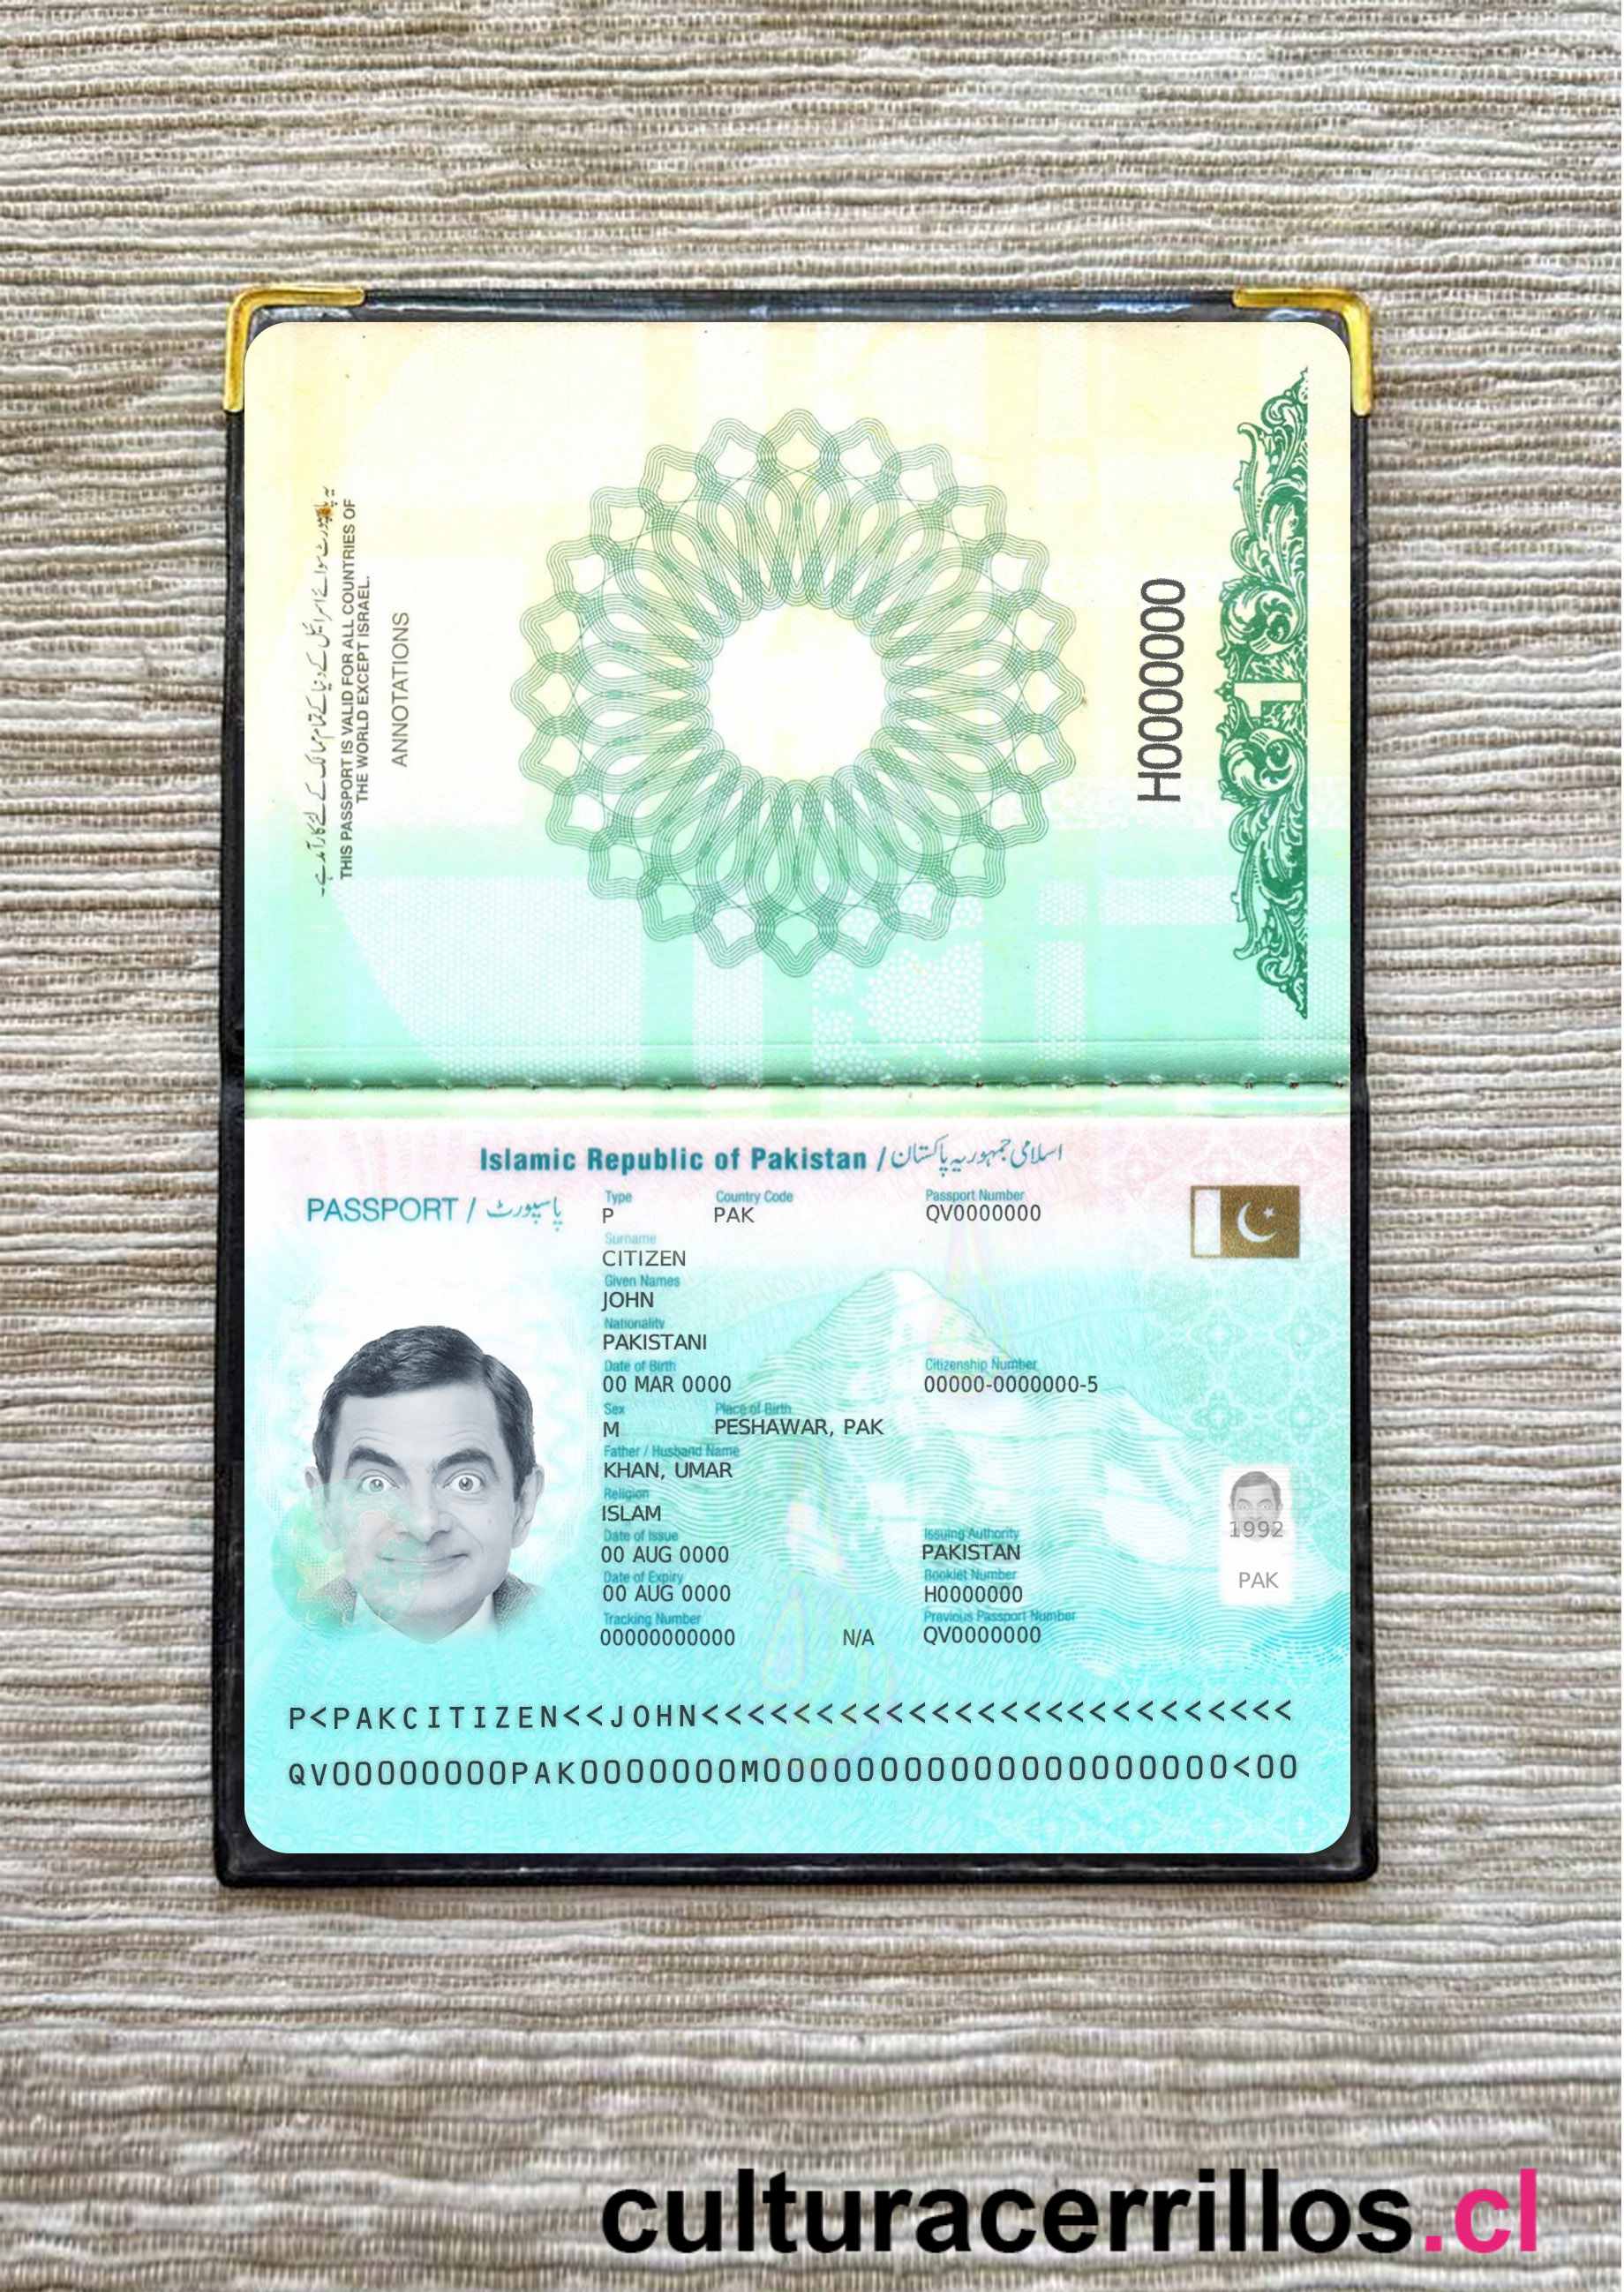 یہ پاسپورٹ سوائے اسرائیل کے دنیا کے تمام ممالک کے لئے کارآمد ہے۔
THIS PASSPORT IS VALID FOR ALL COUNTRIES OF
THE WORLD EXCEPT ISRAEL.
ANNOTATIONS
H0000000
1
Islamic Republic of Pakistan / اسلامی جمہوریہ پاکستان
PASSPORT / پاسپورٹ
Type Country Code Passport Number
P PAK QV0000000
Surname
CITIZEN
Given Names
JOHN
Nationality
PAKISTANI
Date of Birth Citizenship Number
00 MAR 0000 00000-0000000-5
Sex Place of Birth
M PESHAWAR, PAK
Father / Husband Name
KHAN, UMAR
Religion
ISLAM
Date of Issue Issuing Authority
00 AUG 0000 PAKISTAN
Date of Expiry Booklet Number
00 AUG 0000 H0000000
Tracking Number Previous Passport Number
00000000000 N/A QV0000000
1992
PAK
P<PAKCITIZEN<<JOHN<<<<<<<<<<<<<<<<<<<<<<<<<<
QV00000000PAK0000000M00000000000000000000<00
culturacerrillos.cl